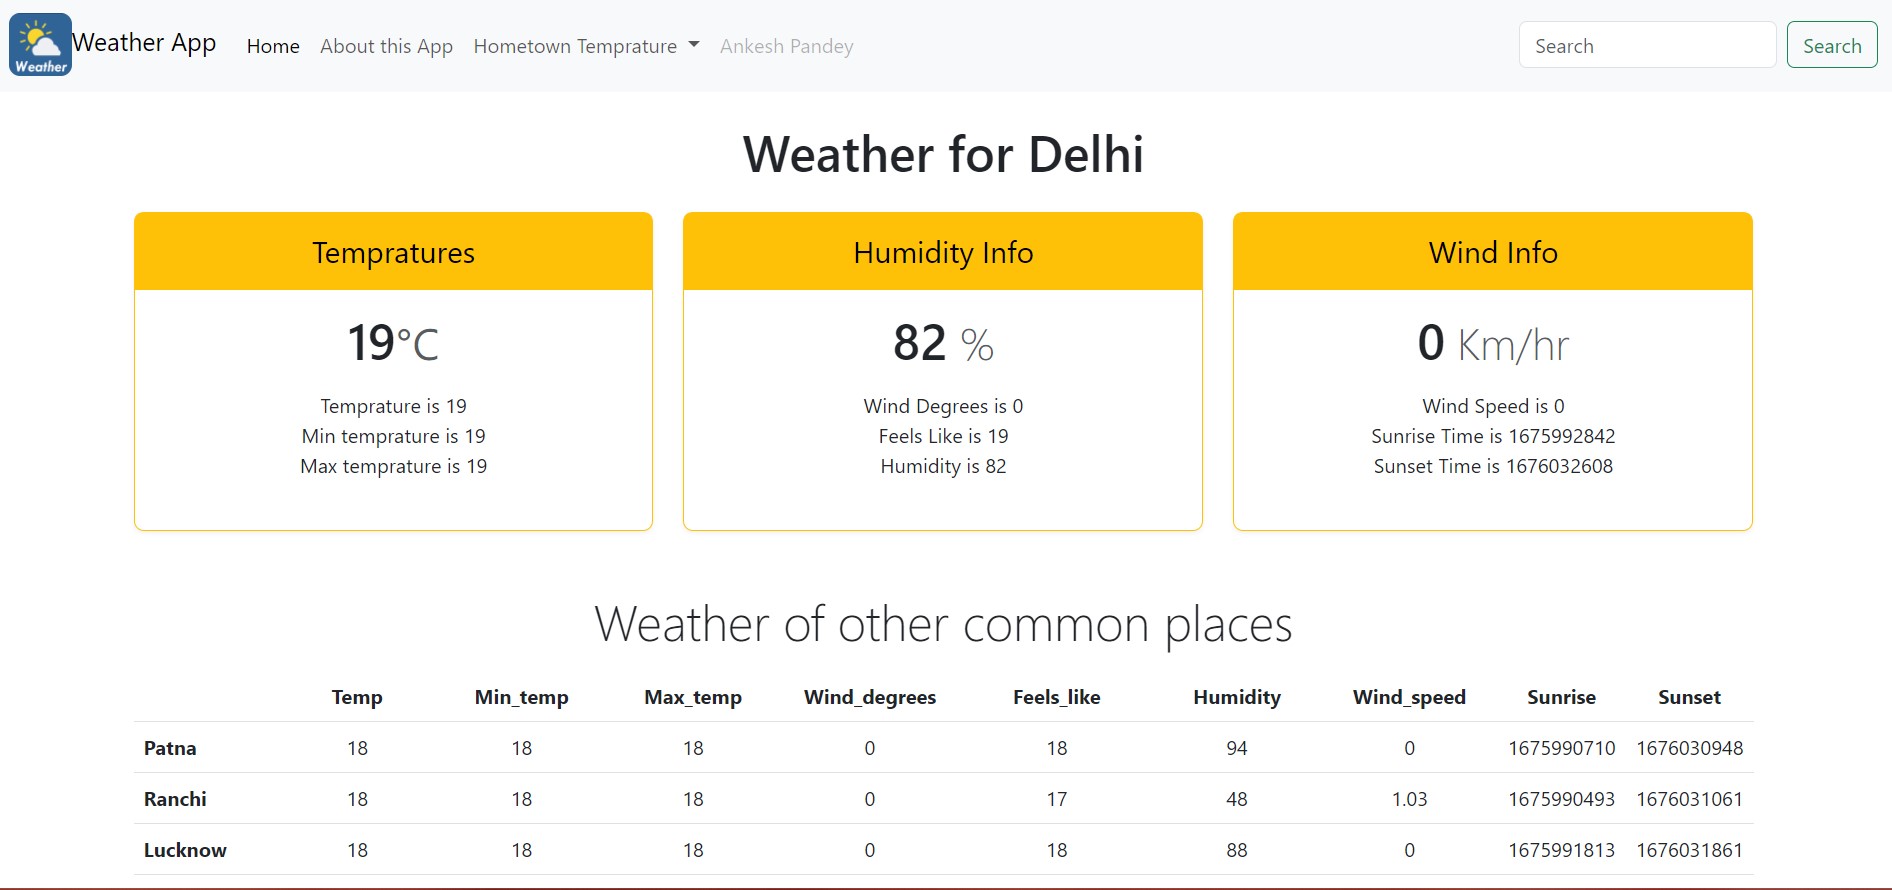 Weather
Weather App Home About this App Hometown Temprature Ankesh Pandey Search Search
Weather for Delhi
Tempratures
19°C
Temprature is 19
Min temprature is 19
Max temprature is 19
Humidity Info
82 %
Wind Degrees is 0
Feels Like is 19
Humidity is 82
Wind Info
0 Km/hr
Wind Speed is 0
Sunrise Time is 1675992842
Sunset Time is 1676032608
Weather of other common places
Temp Min_temp Max_temp Wind_degrees Feels_like Humidity Wind_speed Sunrise Sunset
Patna 18 18 18 0 18 94 0 1675990710 1676030948
Ranchi 18 18 18 0 17 48 1.03 1675990493 1676031061
Lucknow 18 18 18 0 18 88 0 1675991813 1676031861